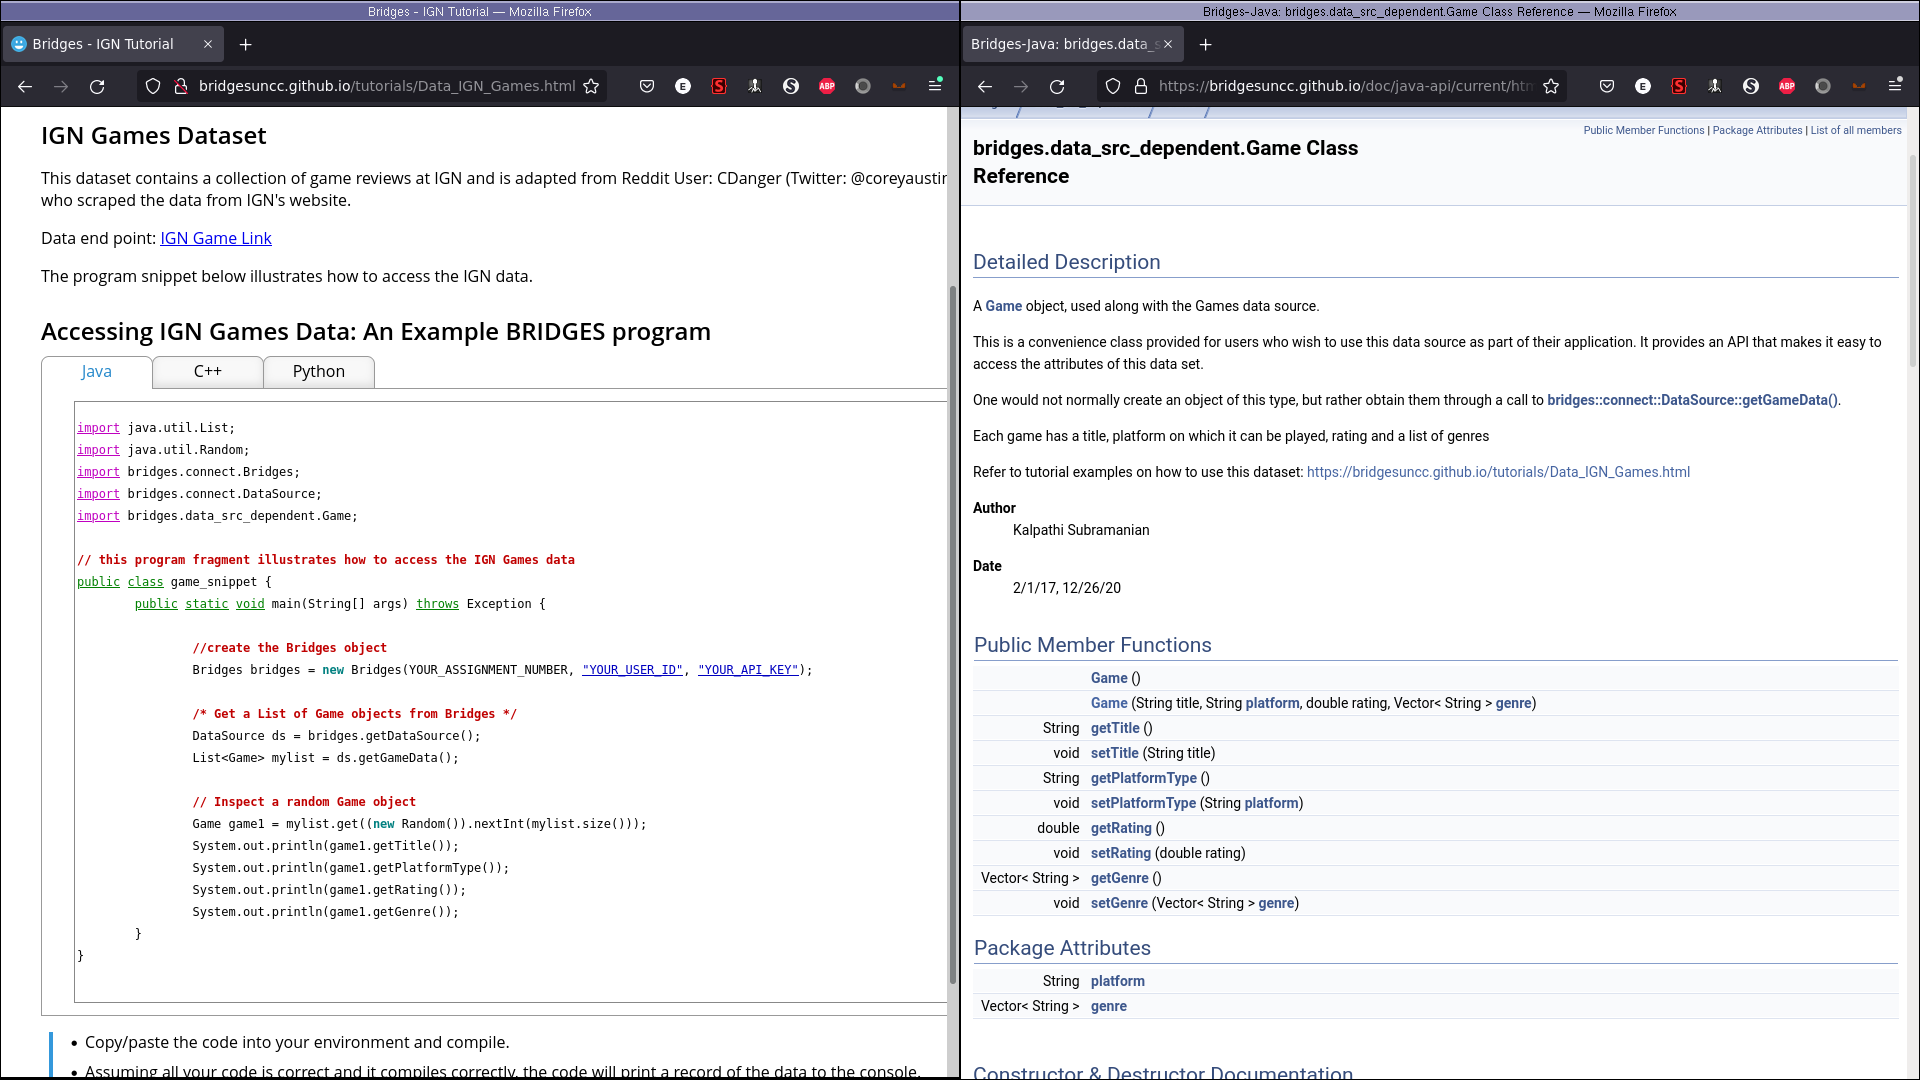 Bridges - IGN Tutorial — Mozilla Firefox
Bridges - IGN Tutorial
bridgesuncc.github.io/tutorials/Data_IGN_Games.html
IGN Games Dataset
This dataset contains a collection of game reviews at IGN and is adapted from Reddit User: CDanger (Twitter: @coreyaustin
who scraped the data from IGN's website.
Data end point: IGN Game Link
The program snippet below illustrates how to access the IGN data.
Accessing IGN Games Data: An Example BRIDGES program
Java C++ Python
import java.util.List;
import java.util.Random;
import bridges.connect.Bridges;
import bridges.connect.DataSource;
import bridges.data_src_dependent.Game;
// this program fragment illustrates how to access the IGN Games data
public class game_snippet {
public static void main(String[] args) throws Exception {
//create the Bridges object
Bridges bridges = new Bridges(YOUR_ASSIGNMENT_NUMBER, "YOUR_USER_ID", "YOUR_API_KEY");
/* Get a List of Game objects from Bridges */
DataSource ds = bridges.getDataSource();
List<Game> mylist = ds.getGameData();
// Inspect a random Game object
Game game1 = mylist.get((new Random()).nextInt(mylist.size()));
System.out.println(game1.getTitle());
System.out.println(game1.getPlatformType());
System.out.println(game1.getRating());
System.out.println(game1.getGenre());
}
}
• Copy/paste the code into your environment and compile.
• Assuming all your code is correct and it compiles correctly, the code will print a record of the data to the console.
Bridges-Java: bridges.data_src_dependent.Game Class Reference — Mozilla Firefox
Bridges-Java: bridges.data_s
https://bridgesuncc.github.io/doc/java-api/current/htm
Public Member Functions | Package Attributes | List of all members
bridges.data_src_dependent.Game Class
Reference
Detailed Description
A Game object, used along with the Games data source.
This is a convenience class provided for users who wish to use this data source as part of their application. It provides an API that makes it easy to
access the attributes of this data set.
One would not normally create an object of this type, but rather obtain them through a call to bridges::connect::DataSource::getGameData().
Each game has a title, platform on which it can be played, rating and a list of genres
Refer to tutorial examples on how to use this dataset: https://bridgesuncc.github.io/tutorials/Data_IGN_Games.html
Author
Kalpathi Subramanian
Date
2/1/17, 12/26/20
Public Member Functions
Game ()
Game (String title, String platform, double rating, Vector< String > genre)
String getTitle ()
void setTitle (String title)
String getPlatformType ()
void setPlatformType (String platform)
double getRating ()
void setRating (double rating)
Vector< String > getGenre ()
void setGenre (Vector< String > genre)
Package Attributes
String platform
Vector< String > genre
Constructor & Destructor Documentation